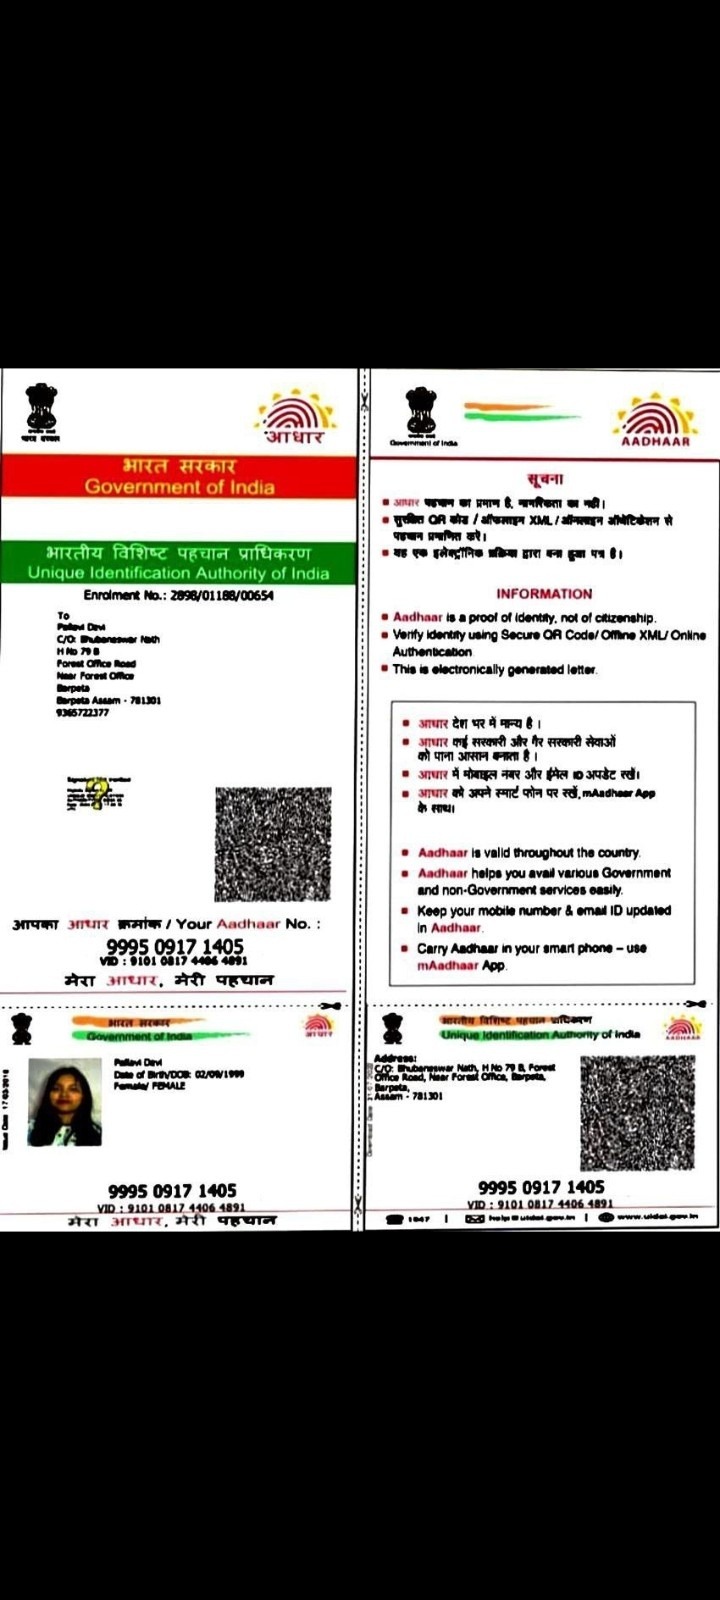 भारत सरकार
आधार
भारत सरकार
Government of India
भारतीय विशिष्ट पहचान प्राधिकरण
Unique Identification Authority of India
Enrolment No.: 2898/01188/00654
To
Pallavi Devi
C/O: Bhubaneswar Nath
H No 79 B
Forest Office Road
Near Forest Office
Barpeta
Barpeta Assam - 781301
9365722377
आपका आधार क्रमांक / Your Aadhaar No. :
9995 0917 1405
VID : 9101 0817 4406 4891
मेरा आधार, मेरी पहचान
भारत सरकार
Government of India
आधार
Pallavi Devi
Date of Birth/DOB: 02/09/1999
Female/ FEMALE
9995 0917 1405
VID : 9101 0817 4406 4891
मेरा आधार, मेरी पहचान
Government of India
AADHAAR
सूचना
आधार पहचान का प्रमाण है, नागरिकता का नहीं।
सुरक्षित QR कोड / ऑफलाइन XML / ऑनलाइन ऑथेंटिकेशन से
पहचान प्रमाणित करें।
यह एक इलेक्ट्रॉनिक प्रक्रिया द्वारा बना हुआ पत्र है।
INFORMATION
Aadhaar is a proof of identity, not of citizenship.
Verify identity using Secure QR Code/ Offline XML/ Online
Authentication
This is electronically generated letter.
आधार देश भर में मान्य है ।
आधार कई सरकारी और गैर सरकारी सेवाओं
को पाना आसान बनाता है ।
आधार में मोबाइल नंबर और ईमेल ID अपडेट रखें।
आधार को अपने स्मार्ट फोन पर रखें, mAadhaar App
के साथ।
Aadhaar is valid throughout the country.
Aadhaar helps you avail various Government
and non-Government services easily.
Keep your mobile number & email ID updated
in Aadhaar.
Carry Aadhaar in your smart phone – use
mAadhaar App.
भारतीय विशिष्ट पहचान प्राधिकरण
Unique Identification Authority of India
AADHAAR
Address:
C/O: Bhubaneswar Nath, H No 79 B, Forest
Office Road, Near Forest Office, Barpeta,
Barpeta,
Assam - 781301
9995 0917 1405
VID : 9101 0817 4406 4891
1947 | help@uidai.gov.in | www.uidai.gov.in